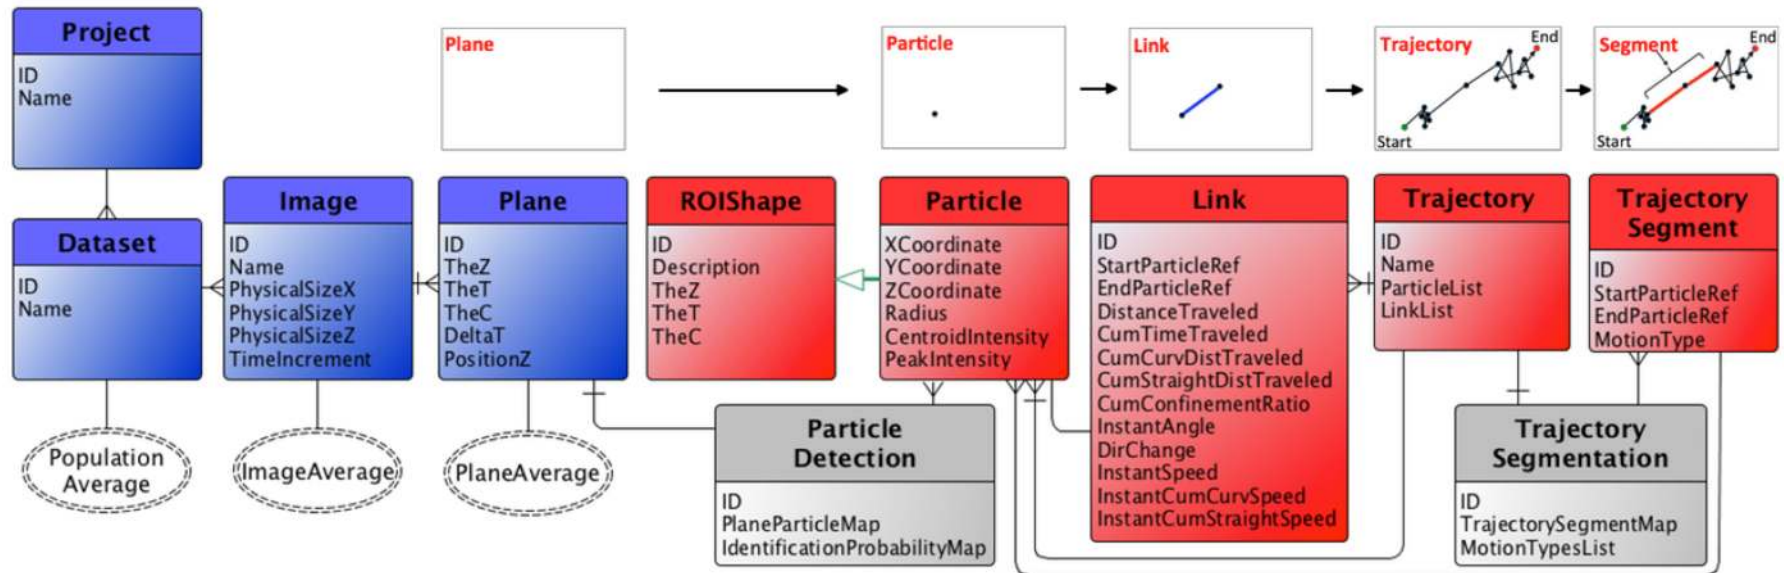 Project
ID
Name
Plane
Particle
Link
Trajectory
End
Start
Segment
End
Start
Dataset
ID
Name
Image
ID
Name
PhysicalSizeX
PhysicalSizeY
PhysicalSizeZ
TimeIncrement
Plane
ID
TheZ
TheT
TheC
DeltaT
PositionZ
ROIShape
ID
Description
TheZ
TheT
TheC
Particle
XCoordinate
YCoordinate
ZCoordinate
Radius
CentroidIntensity
PeakIntensity
Link
ID
StartParticleRef
EndParticleRef
DistanceTraveled
CumTimeTraveled
CumCurvDistTraveled
CumStraightDistTraveled
CumConfinementRatio
InstantAngle
DirChange
InstantSpeed
InstantCumCurvSpeed
InstantCumStraightSpeed
Trajectory
ID
Name
ParticleList
LinkList
Trajectory
Segment
ID
StartParticleRef
EndParticleRef
MotionType
Population
Average
ImageAverage
PlaneAverage
Particle
Detection
ID
PlaneParticleMap
IdentificationProbabilityMap
Trajectory
Segmentation
ID
TrajectorySegmentMap
MotionTypesList